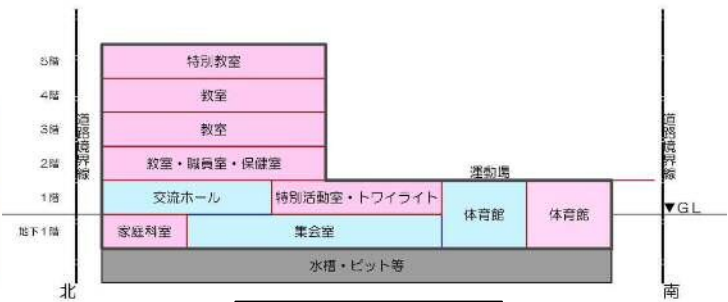 5階
特別教室
4階
教室
道路境界線
道路境界線
3階
教室
2階
教室・職員室・保健室
運動場
1階
交流ホール
特別活動室・トワイライト
体育館
体育館
▼GL
地下1階
家庭科室
集会室
水槽・ピット等
北
南